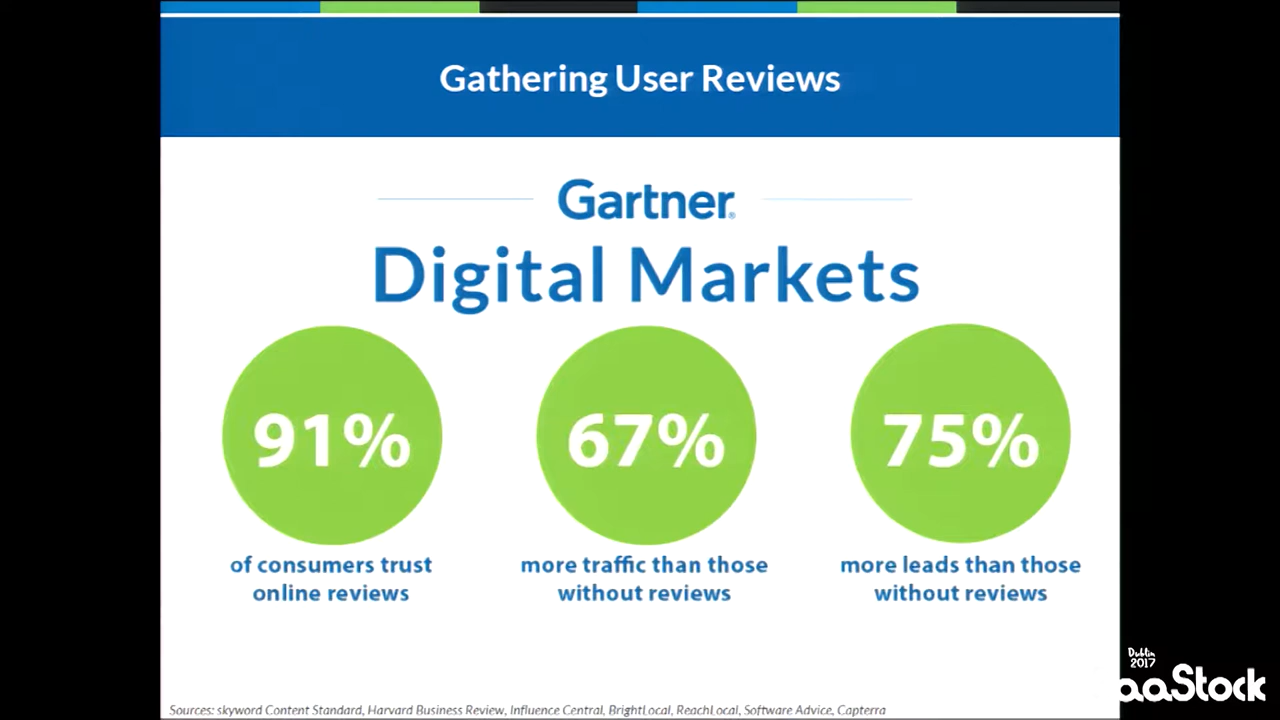 Gathering User Reviews
Gartner®
Digital Markets
91%
67%
75%
of consumers trust
online reviews
more traffic than those
without reviews
more leads than those
without reviews
Sources: skyword Content Standard, Harvard Business Review, Influence Central, BrightLocal, ReachLocal, Software Advice, Capterra
Dublin
2017
aaStock